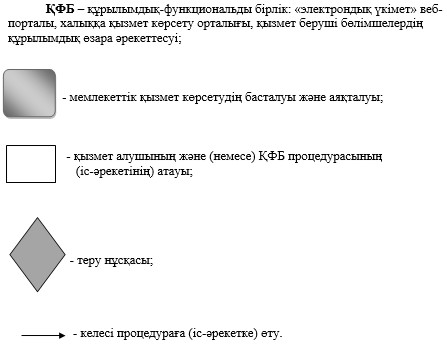 ҚФБ – құрылымдық-функциональды бірлік: «электрондық үкімет» веб-
порталы, халыққа қызмет көрсету орталығы, қызмет беруші бөлімшелердің
құрылымдық өзара әрекеттесуі;
- мемлекеттік қызмет көрсетудің басталуы және аяқталуы;
- қызмет алушының және (немесе) ҚФБ процедурасының
(іс-әрекетінің) атауы;
- теру нұсқасы;
- келесі процедураға (іс-әрекетке) өту.